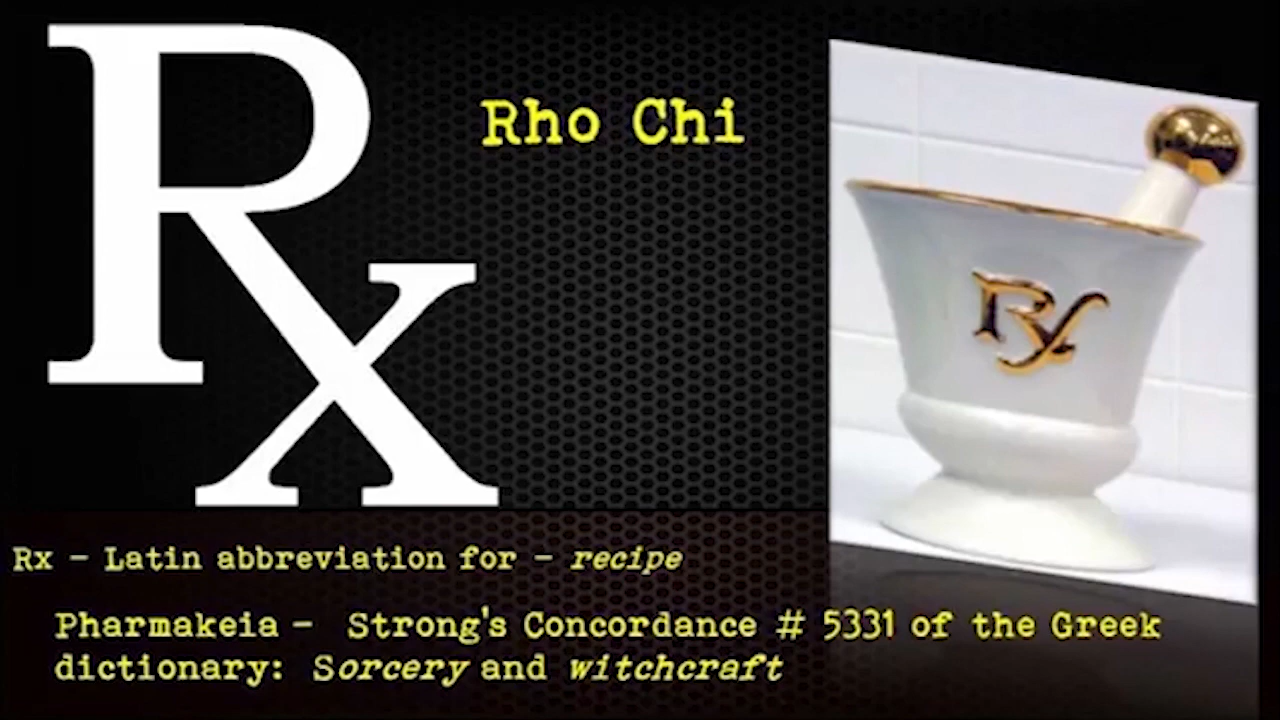 Rx
Rho Chi
Rx
Rx - Latin abbreviation for - recipe
Pharmakeia - Strong's Concordance # 5331 of the Greek
dictionary: Sorcery and witchcraft